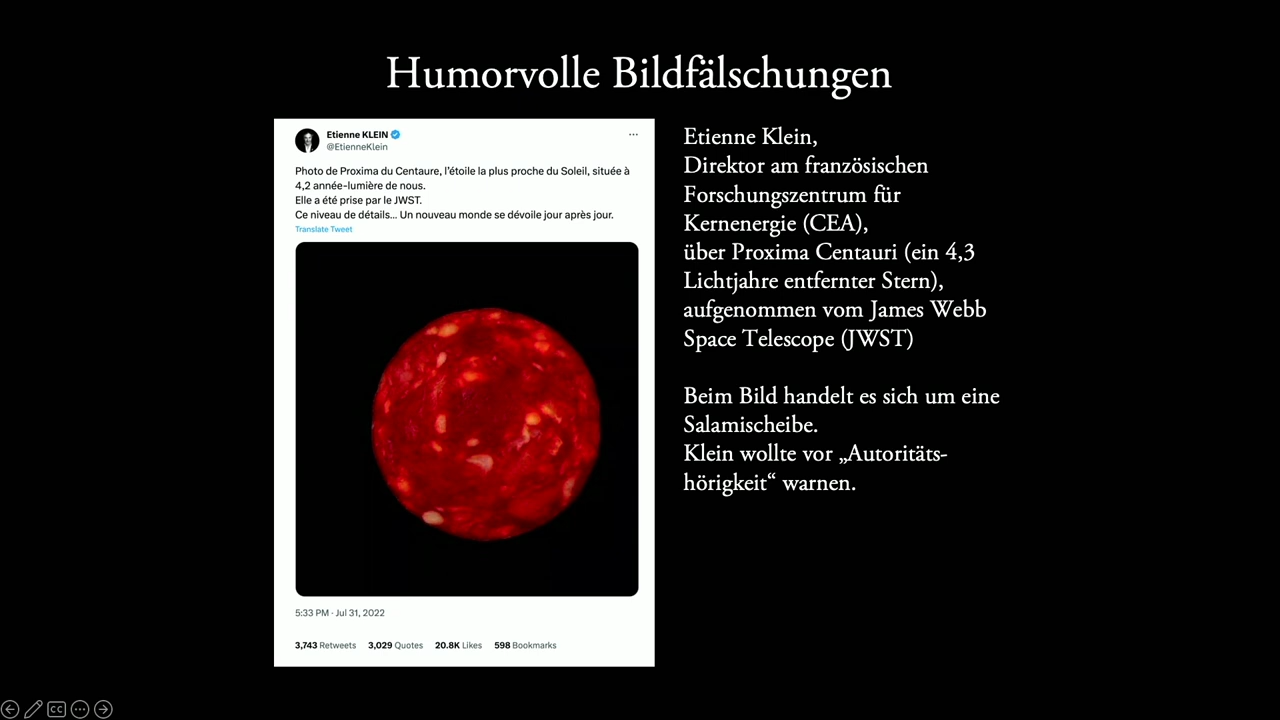 Humorvolle Bildfälschungen
Etienne KLEIN
@EtienneKlein
Photo de Proxima du Centaure, l'étoile la plus proche du Soleil, située à
4,2 année-lumière de nous.
Elle a été prise par le JWST.
Ce niveau de détails... Un nouveau monde se dévoile jour après jour.
Translate Tweet
5:33 PM · Jul 31, 2022
3,743 Retweets 3,029 Quotes 20.8K Likes 598 Bookmarks
Etienne Klein,
Direktor am französischen
Forschungszentrum für
Kernenergie (CEA),
über Proxima Centauri (ein 4,3
Lichtjahre entfernter Stern),
aufgenommen vom James Webb
Space Telescope (JWST)
Beim Bild handelt es sich um eine
Salamischeibe.
Klein wollte vor „Autoritäts-
hörigkeit“ warnen.
CC